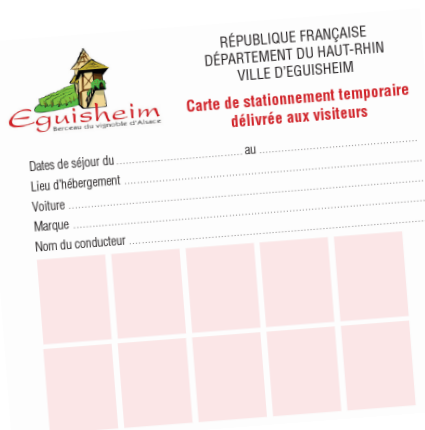 RÉPUBLIQUE FRANÇAISE
DÉPARTEMENT DU HAUT-RHIN
VILLE D'EGUISHEIM
Eguisheim
Berceau du vignoble d'Alsace
Carte de stationnement temporaire
délivrée aux visiteurs
Dates de séjour du ........................................ au ........................................
Lieu d'hébergement ........................................
Voiture ........................................
Marque ........................................
Nom du conducteur ........................................